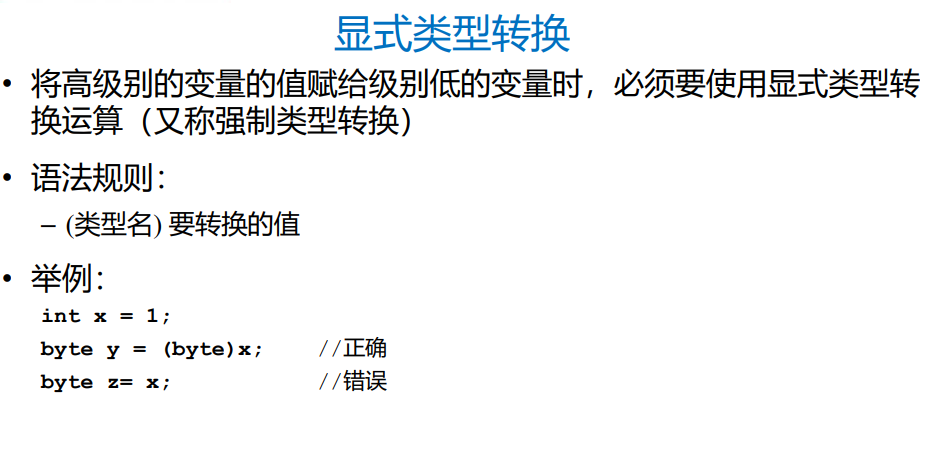 显式类型转换
• 将高级别的变量的值赋给级别低的变量时，必须要使用显式类型转
换运算（又称强制类型转换）
• 语法规则：
– (类型名) 要转换的值
• 举例：
int x = 1;
byte y = (byte)x; //正确
byte z= x; //错误